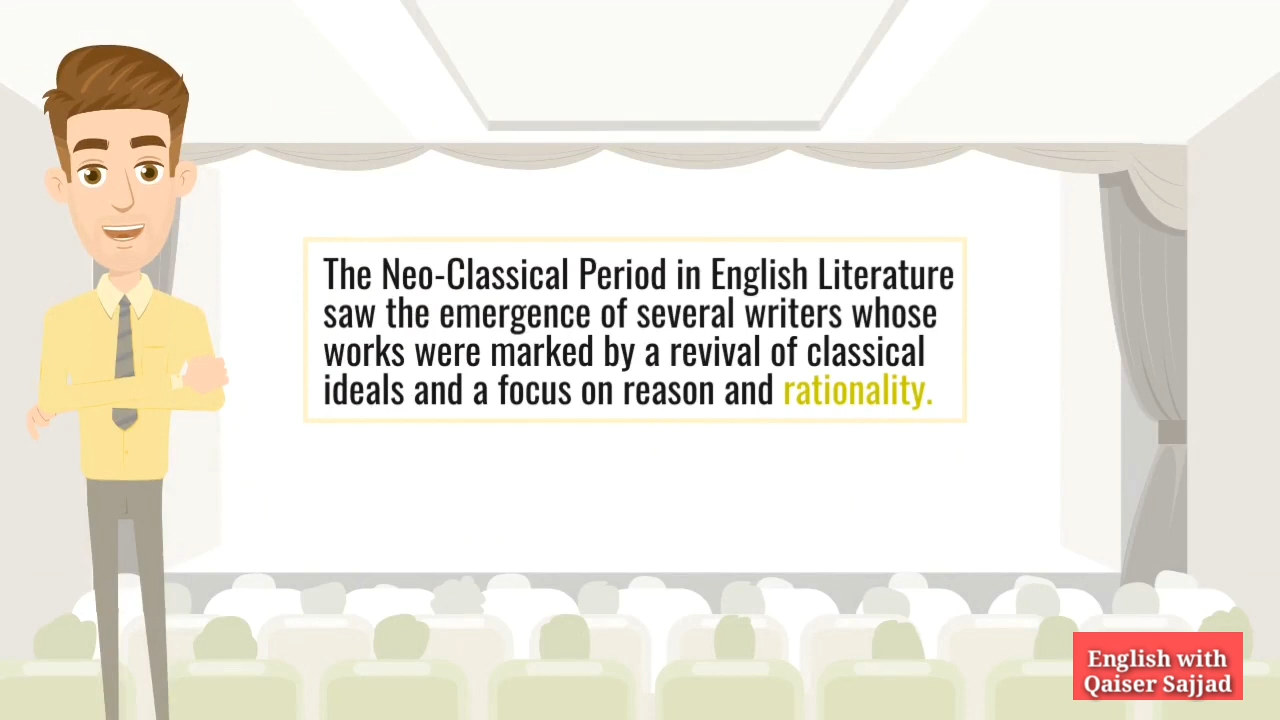 The Neo-Classical Period in English Literature
saw the emergence of several writers whose
works were marked by a revival of classical
ideals and a focus on reason and rationality.
English with
Qaiser Sajjad